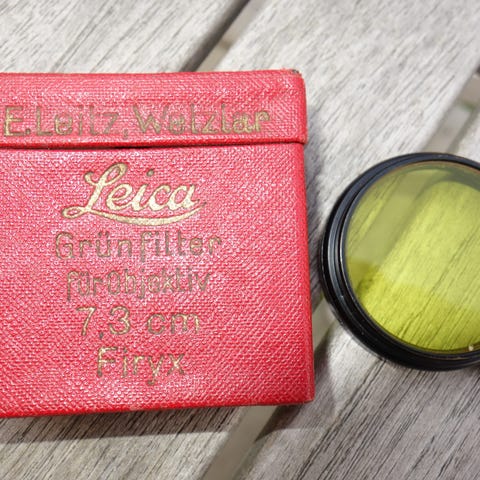 E. Leitz, Wetzlar
Leica
Grünfilter
für Objektiv
7,3 cm
Firyx